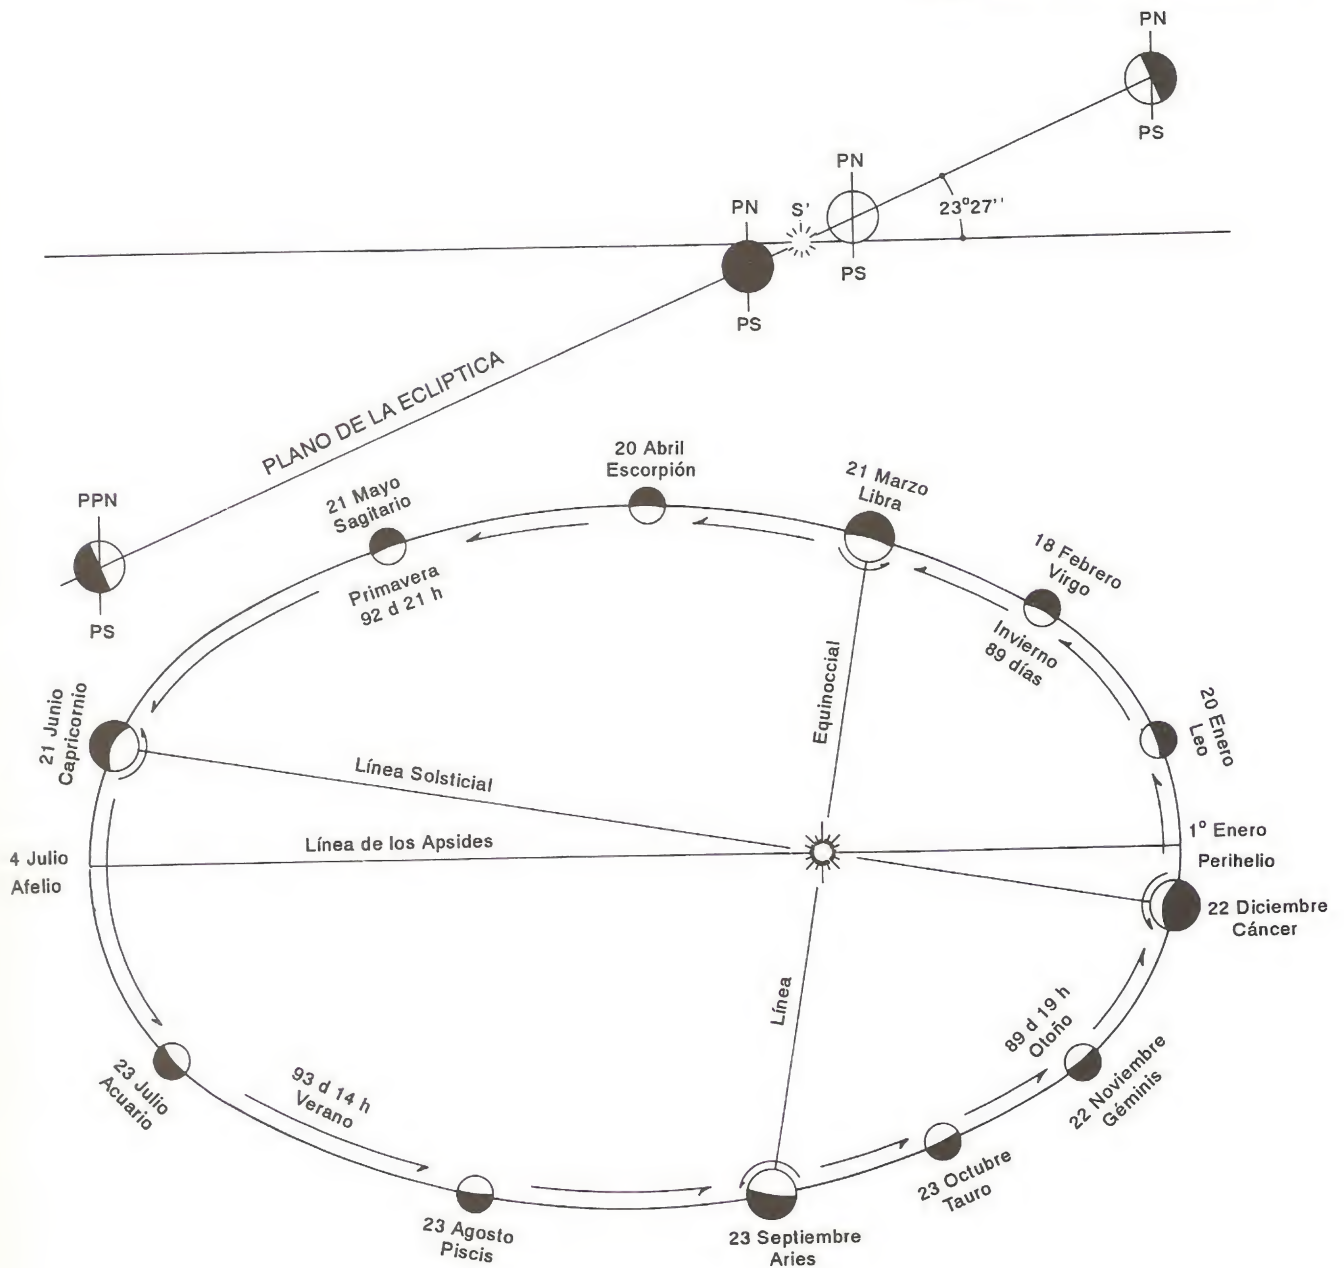 PN
PS
PN
PN
S'
23°27''
PS
PS
PLANO DE LA ECLIPTICA
PPN
PS
20 Abril
Escorpión
21 Marzo
Libra
21 Mayo
Sagitario
18 Febrero
Virgo
Primavera
92 d 21 h
Invierno
89 días
20 Enero
Leo
21 Junio
Capricornio
Equinoccial
Línea Solsticial
Línea de los Apsides
4 Julio
Afelio
1° Enero
Perihelio
22 Diciembre
Cáncer
Línea
89 d 19 h
Otoño
22 Noviembre
Géminis
23 Julio
Acuario
93 d 14 h
Verano
23 Octubre
Tauro
23 Agosto
Piscis
23 Septiembre
Aries